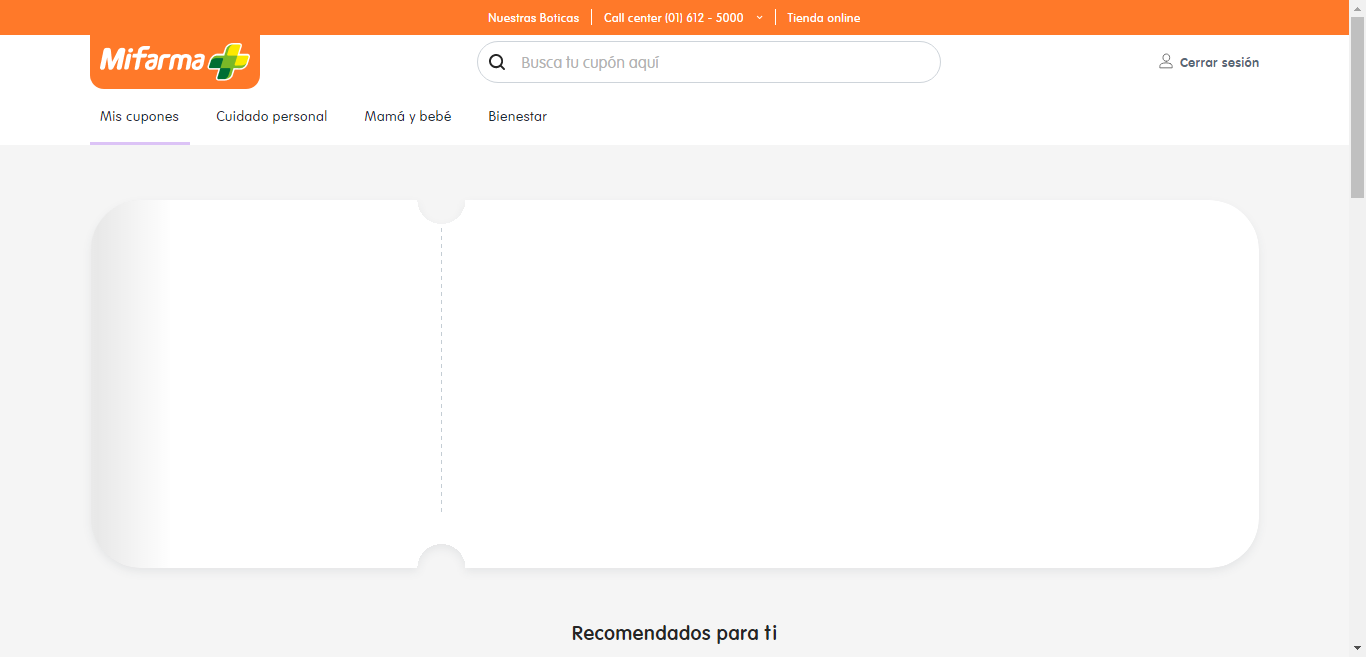 Nuestras Boticas
Call center (01) 612 - 5000
Tienda online
Mifarma
Busca tu cupón aquí
Cerrar sesión
Mis cupones
Cuidado personal
Mamá y bebé
Bienestar
Recomendados para ti